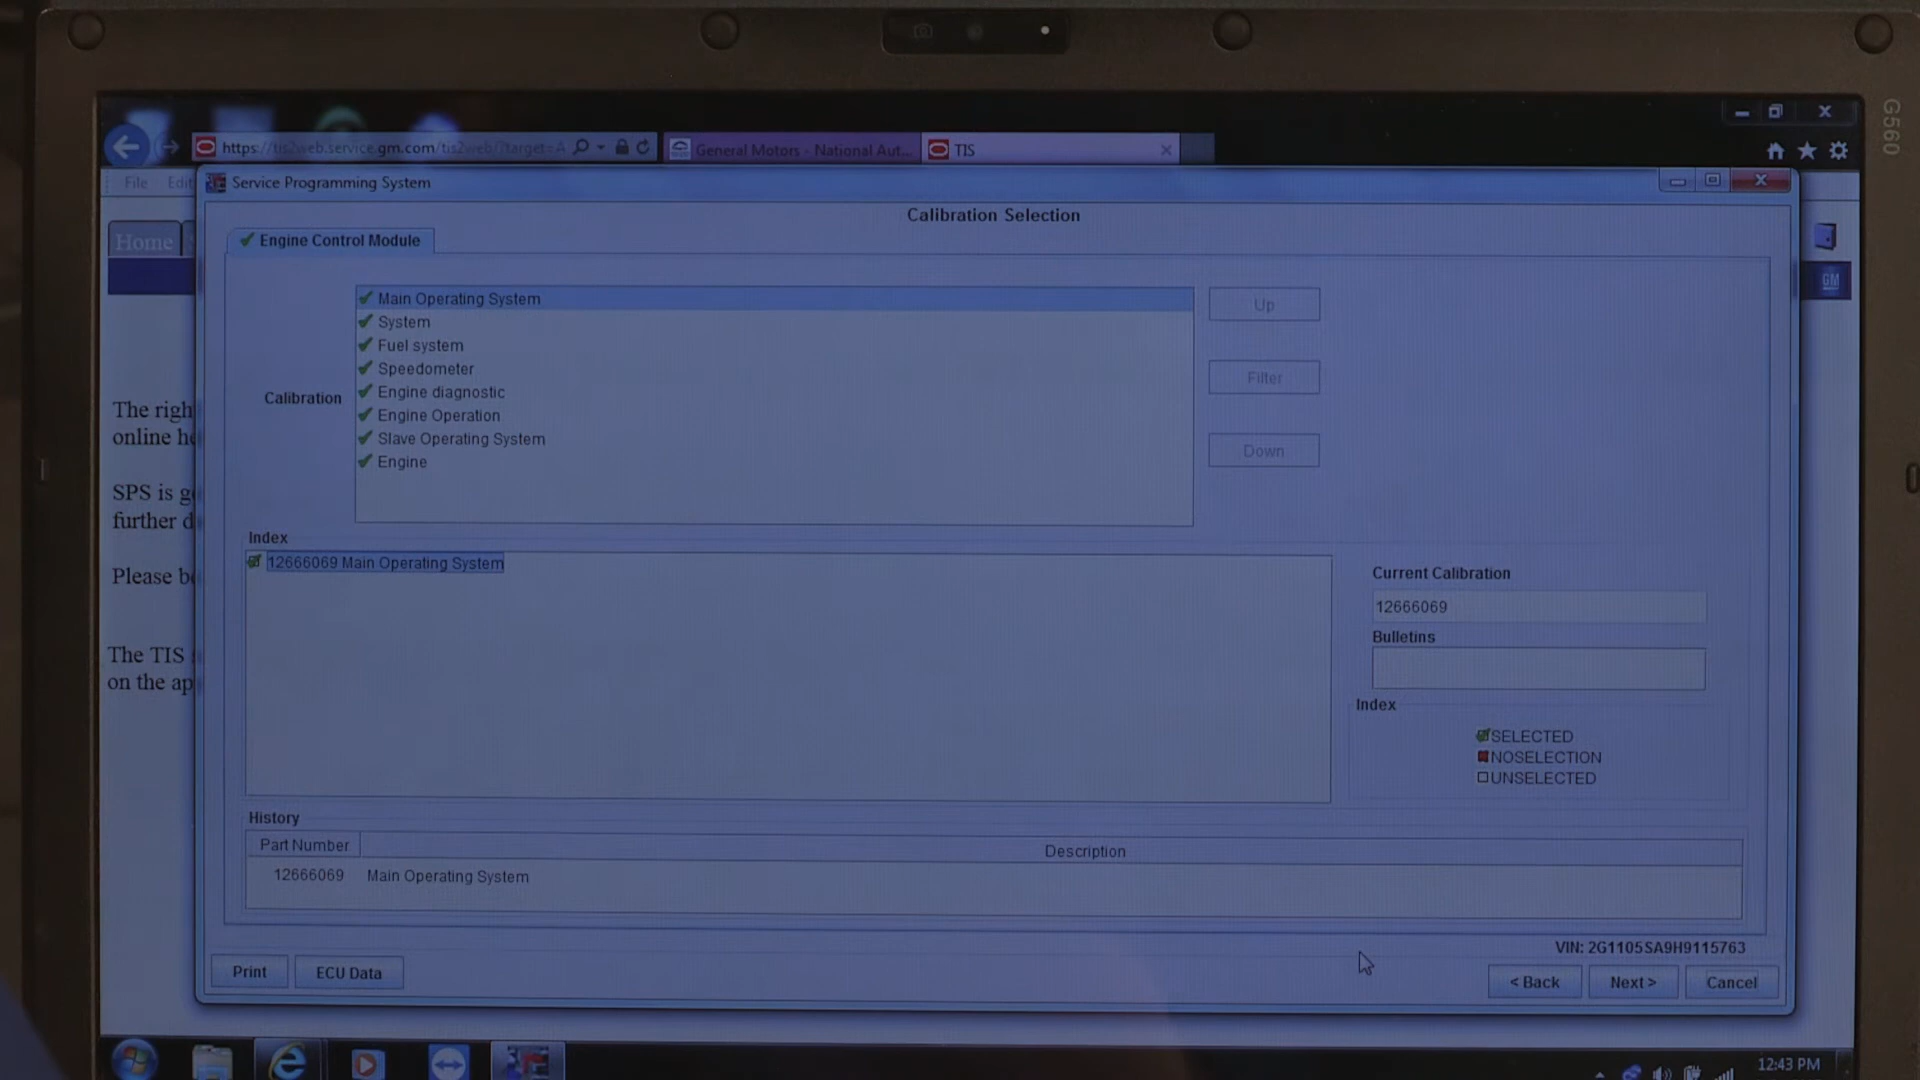 G560
https://tis2web.service.gm.com/tis2web/?target=A
General Motors - National Aut...
TIS
File Edit
Service Programming System
Calibration Selection
Home
Engine Control Module
GM
Main Operating System
System
Fuel system
Speedometer
Engine diagnostic
Engine Operation
Slave Operating System
Engine
Calibration
Up
Filter
Down
The righ
online he
SPS is g
further d
Please be
The TIS
on the ap
Index
12666069 Main Operating System
Current Calibration
12666069
Bulletins
Index
SELECTED
NOSELECTION
UNSELECTED
History
Part Number Description
12666069 Main Operating System
VIN: 2G1105SA9H9115763
Print ECU Data < Back Next > Cancel
12:43 PM